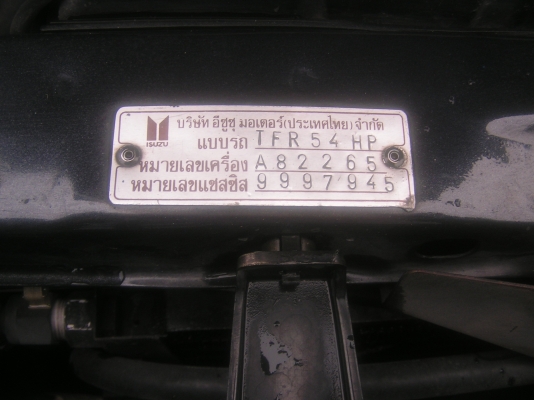 ISUZU
บริษัท อีซูซุ มอเตอร์(ประเทศไทย)จำกัด
แบบรถ TFR54HP
หมายเลขเครื่อง A82265
หมายเลขแชสซิส 9997945